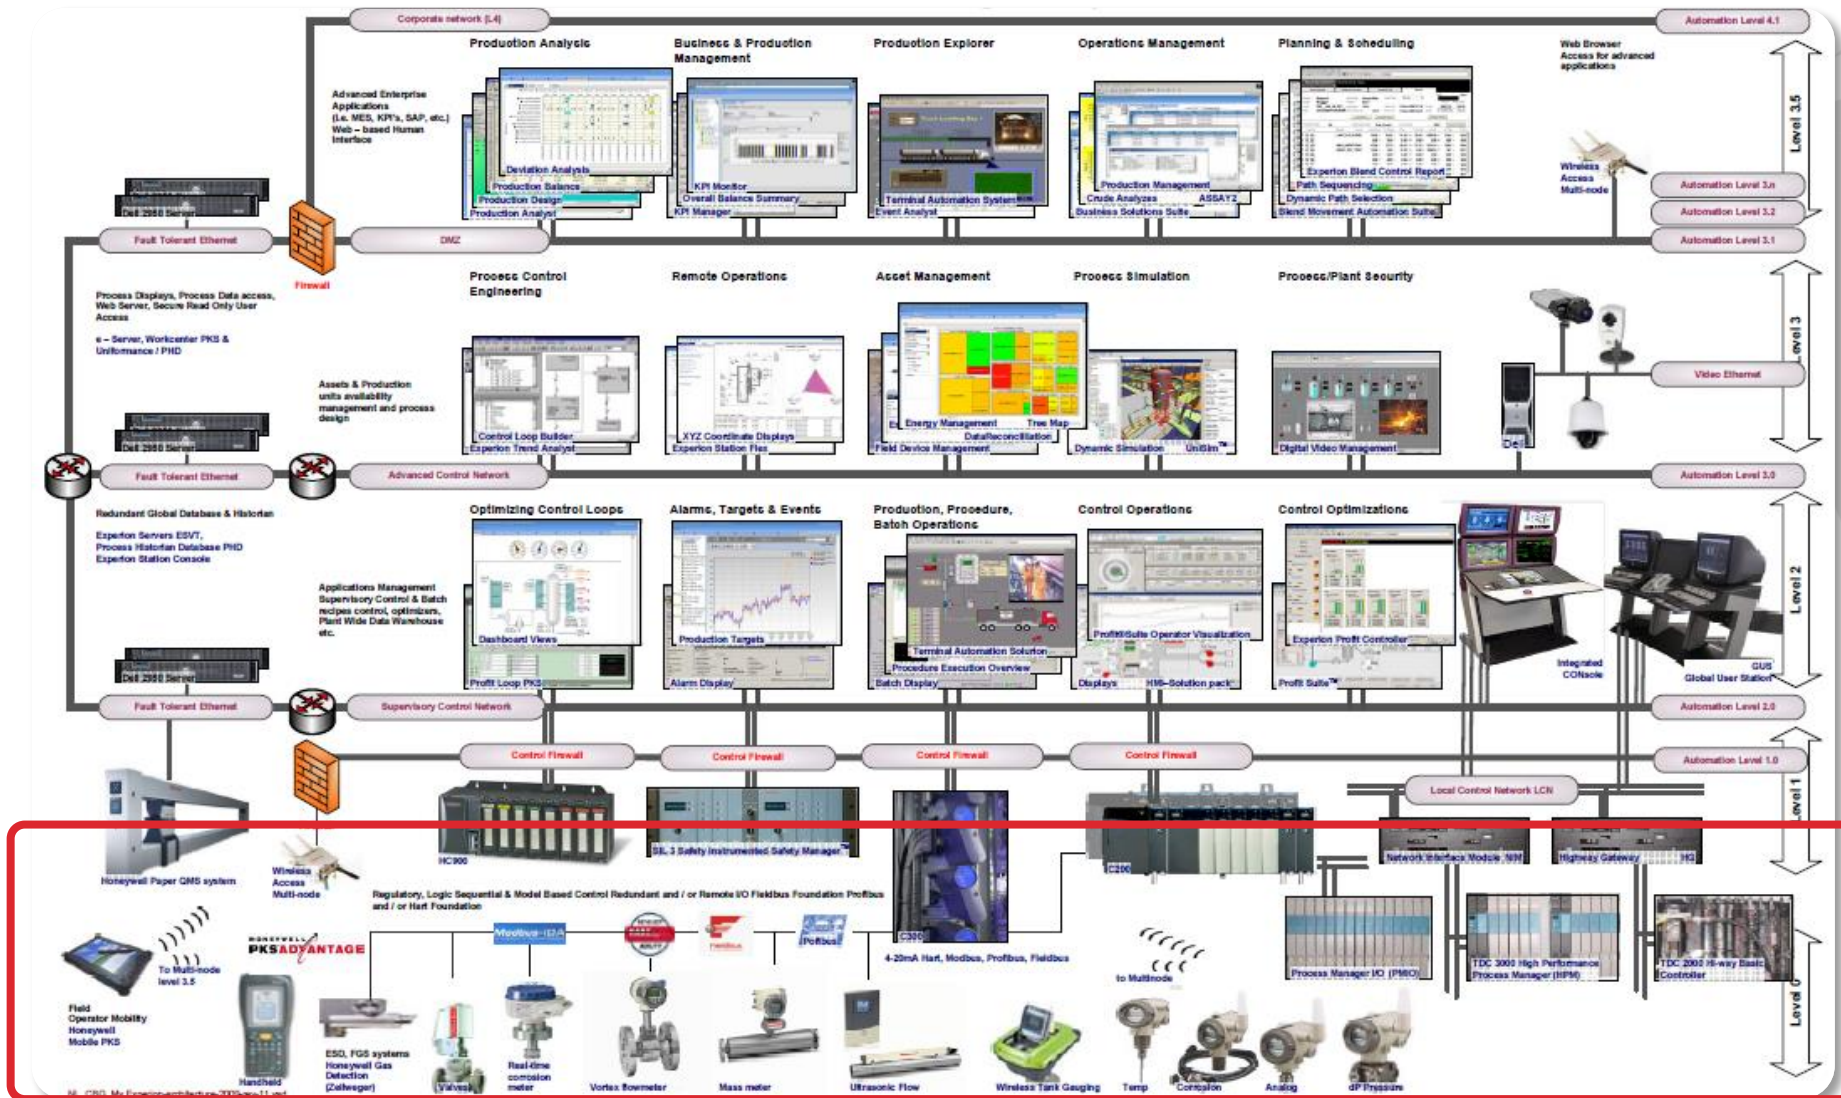 Corporate network (L4)
Automation Level 4.1
Production Analysis
Business & Production
Management
Production Explorer
Operations Management
Planning & Scheduling
Web Browser
Access for advanced
applications
Advanced Enterprise
Applications
(i.e. MES, KPI's, SAP, etc.)
Web – based Human
Interface
Level 3.5
Deviation Analysis
Production Balance
Production Design
Production Analyst
KPI Monitor
Overall Balance Summary
KPI Manager
Terminal Automation System
Event Analyst
Production Management
Crude Analyzes
ASSAY2
Business Solutions Suite
Experion Blend Control Report
Path Sequencing
Dynamic Path Selection
Blend Movement Automation Suite
Wireless
Access
Multi-node
Automation Level 3.n
Automation Level 3.2
Automation Level 3.1
Dell 2950 Server
Fault Tolerant Ethernet
DMZ
Firewall
Process Displays, Process Data access,
Web Server, Secure Read Only User
Access
e – Server, Workcenter PKS &
Uniformance / PHD
Process Control
Engineering
Remote Operations
Asset Management
Process Simulation
Process/Plant Security
Level 3
Video Ethernet
Assets & Production
units availability
management and process
design
Control Loop Builder
Experion Trend Analyst
XYZ Coordinate Displays
Experion Station Flex
Energy Management
Tree Map
DataReconciliation
Field Device Management
Dynamic Simulation
UniSim™
Digital Video Management
Dell
Dell 2950 Server
Fault Tolerant Ethernet
Advanced Control Network
Automation Level 3.0
Redundant Global Database & Historian
Experion Servers ESVT,
Process Historian Database PHD
Experion Station Console
Optimizing Control Loops
Alarms, Targets & Events
Production, Procedure,
Batch Operations
Control Operations
Control Optimizations
Level 2
Applications Management
Supervisory Control & Batch
recipes control, optimizers,
Plant Wide Data Warehouse
etc.
Dashboard Views
Profit Loop PKS
Production Targets
Alarm Display
Terminal Automation Solution
Procedure Execution Overview
Batch Display
Profit®Suite Operator Visualization
Displays
HMI–Solution pack
Experion Profit Controller
Profit Suite™
Integrated
CONsole
GUS
Global User Station
Dell 2950 Server
Fault Tolerant Ethernet
Supervisory Control Network
Automation Level 2.0
Control Firewall
Control Firewall
Control Firewall
Control Firewall
Automation Level 1.0
Local Control Network LCN
Level 1
Honeywell Paper QMS system
Wireless
Access
Multi-node
HC900
SIL 3 Safety Instrumented Safety Manager™
C300
C200
Network Interface Module NIM
Highway Gateway
HG
Regulatory, Logic Sequential & Model Based Control Redundant and / or Remote I/O Fieldbus Foundation Profibus
and / or Hart Foundation
HONEYWELL
PKSADVANTAGE
Modbus-IDA
Fieldbus
4-20mA Hart, Modbus, Profibus, Fieldbus
To Multi-node
level 3.5
to Multinode
Process Manager I/O (PMIO)
TDC 3000 High Performance
Process Manager (HPM)
TDC 2000 Hi-way Basic
Controller
Level 0
Field
Operator Mobility
Honeywell
Mobile PKS
Handheld
ESD, FGS systems
Honeywell Gas
Detection
(Zellweger)
Valves
Real-time
corrosion
meter
Vortex flowmeter
Mass meter
Ultrasonic Flow
Wireless Tank Gauging
Temp
Corrosion
Analog
dP Pressure